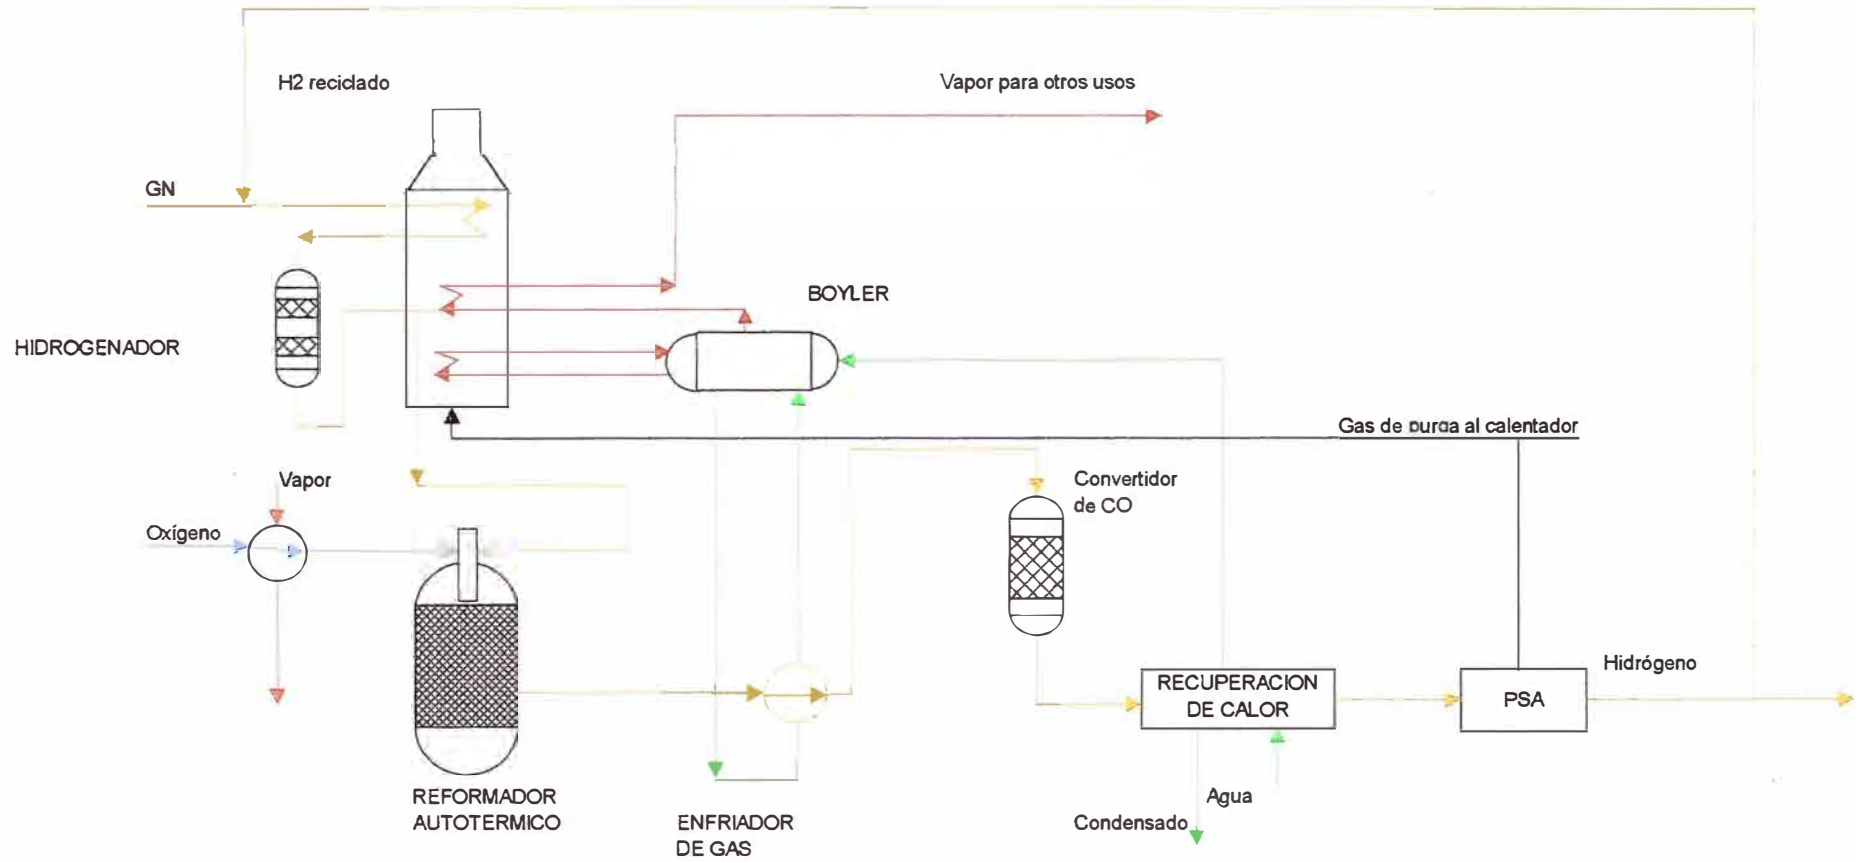 H2 reciclado
Vapor para otros usos
GN
BOYLER
HIDROGENADOR
Gas de purga al calentador
Vapor
Convertidor
de CO
Oxígeno
Hidrógeno
RECUPERACION
DE CALOR
PSA
REFORMADOR
AUTOTERMICO
Agua
Condensado
ENFRIADOR
DE GAS